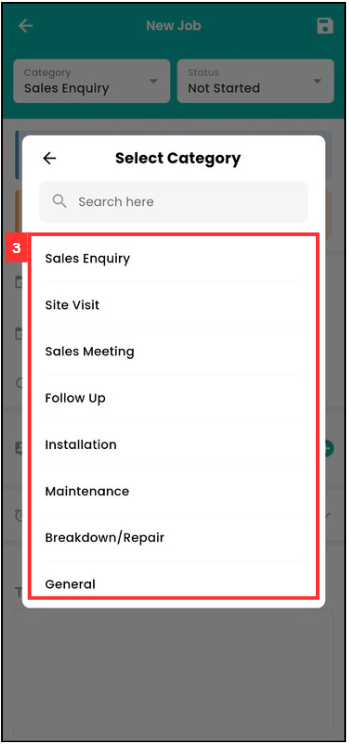 New Job
Category
Sales Enquiry
Status
Not Started
Select Category
Search here
3
Sales Enquiry
Site Visit
Sales Meeting
Follow Up
Installation
Maintenance
Breakdown/Repair
General
T